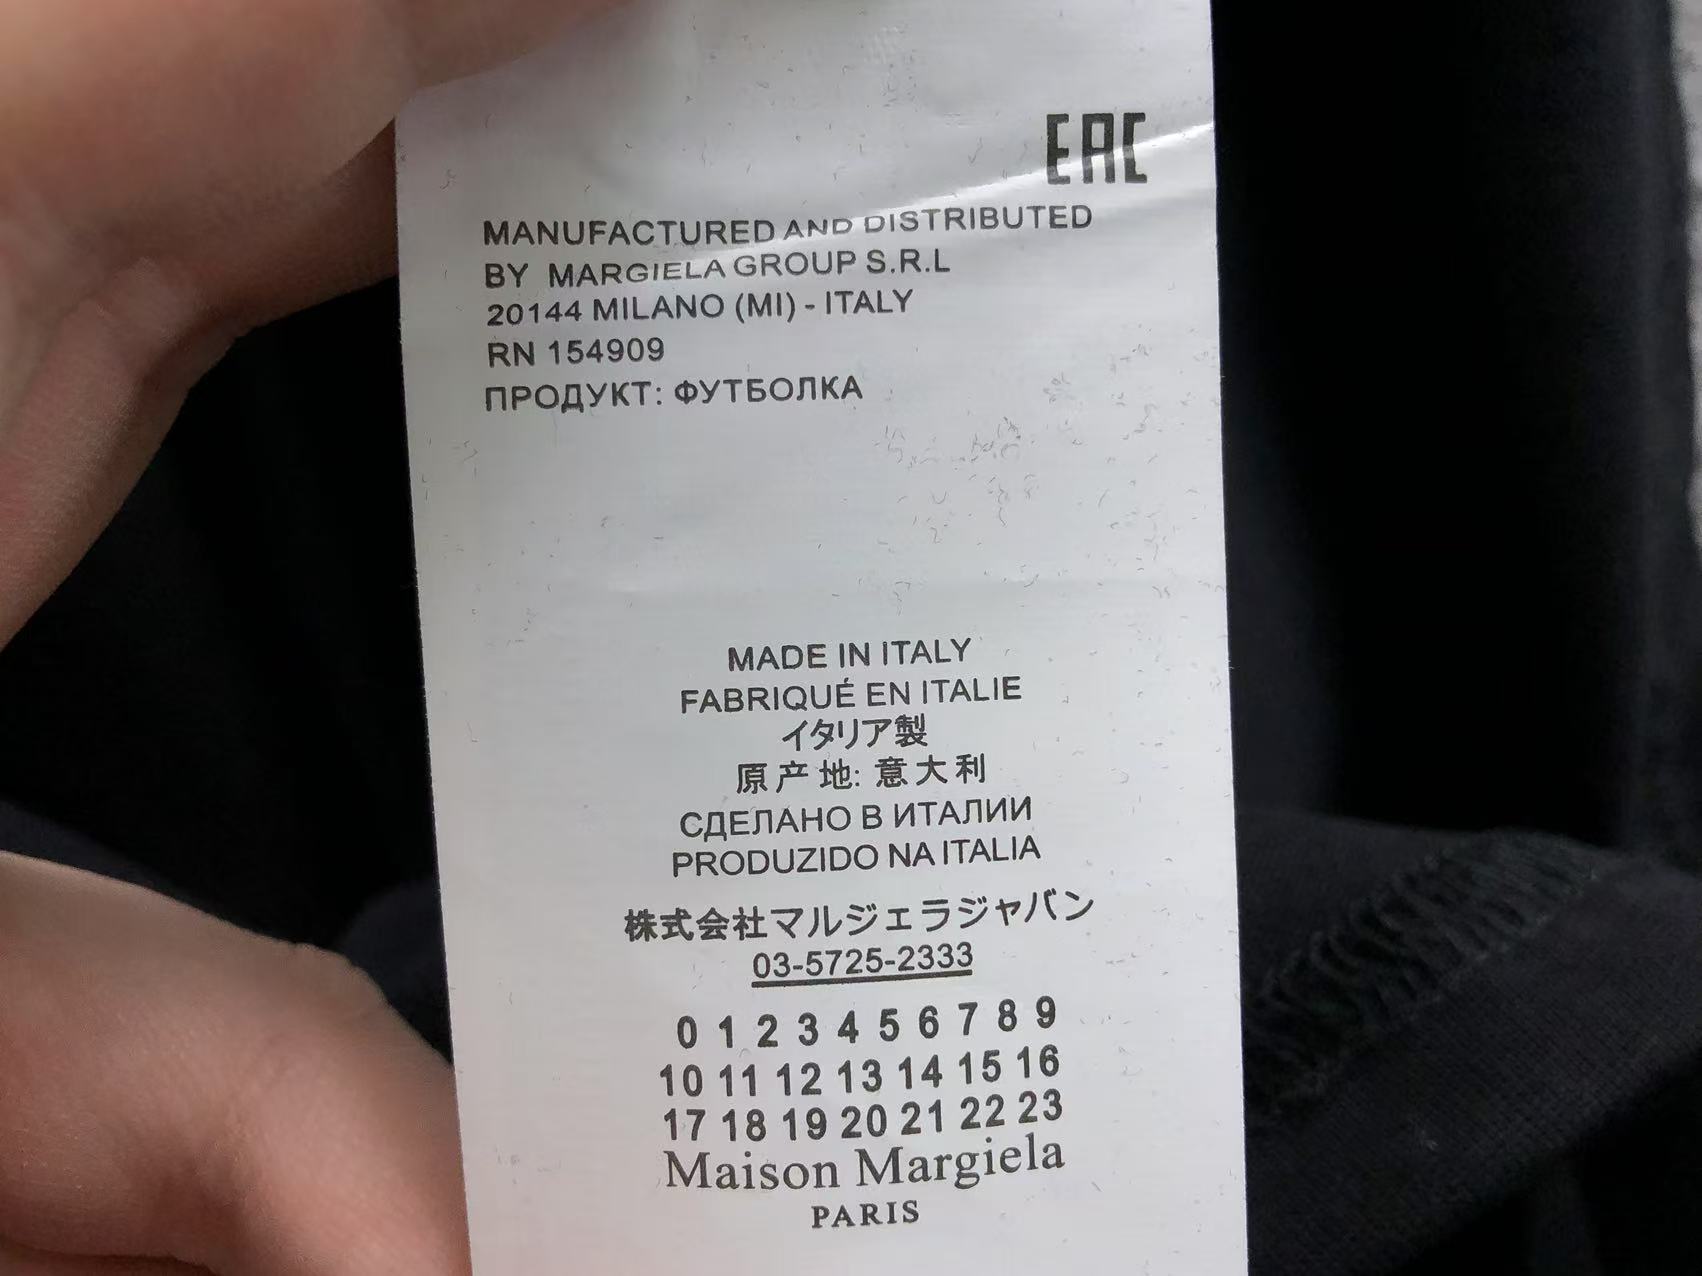 EAC
MANUFACTURED AND DISTRIBUTED
BY MARGIELA GROUP S.R.L
20144 MILANO (MI) - ITALY
RN 154909
ПРОДУКТ: ФУТБОЛКА
MADE IN ITALY
FABRIQUÉ EN ITALIE
イタリア製
原产地: 意大利
СДЕЛАНО В ИТАЛИИ
PRODUZIDO NA ITALIA
株式会社マルジェラジャパン
03-5725-2333
0 1 2 3 4 5 6 7 8 9
10 11 12 13 14 15 16
17 18 19 20 21 22 23
Maison Margiela
PARIS